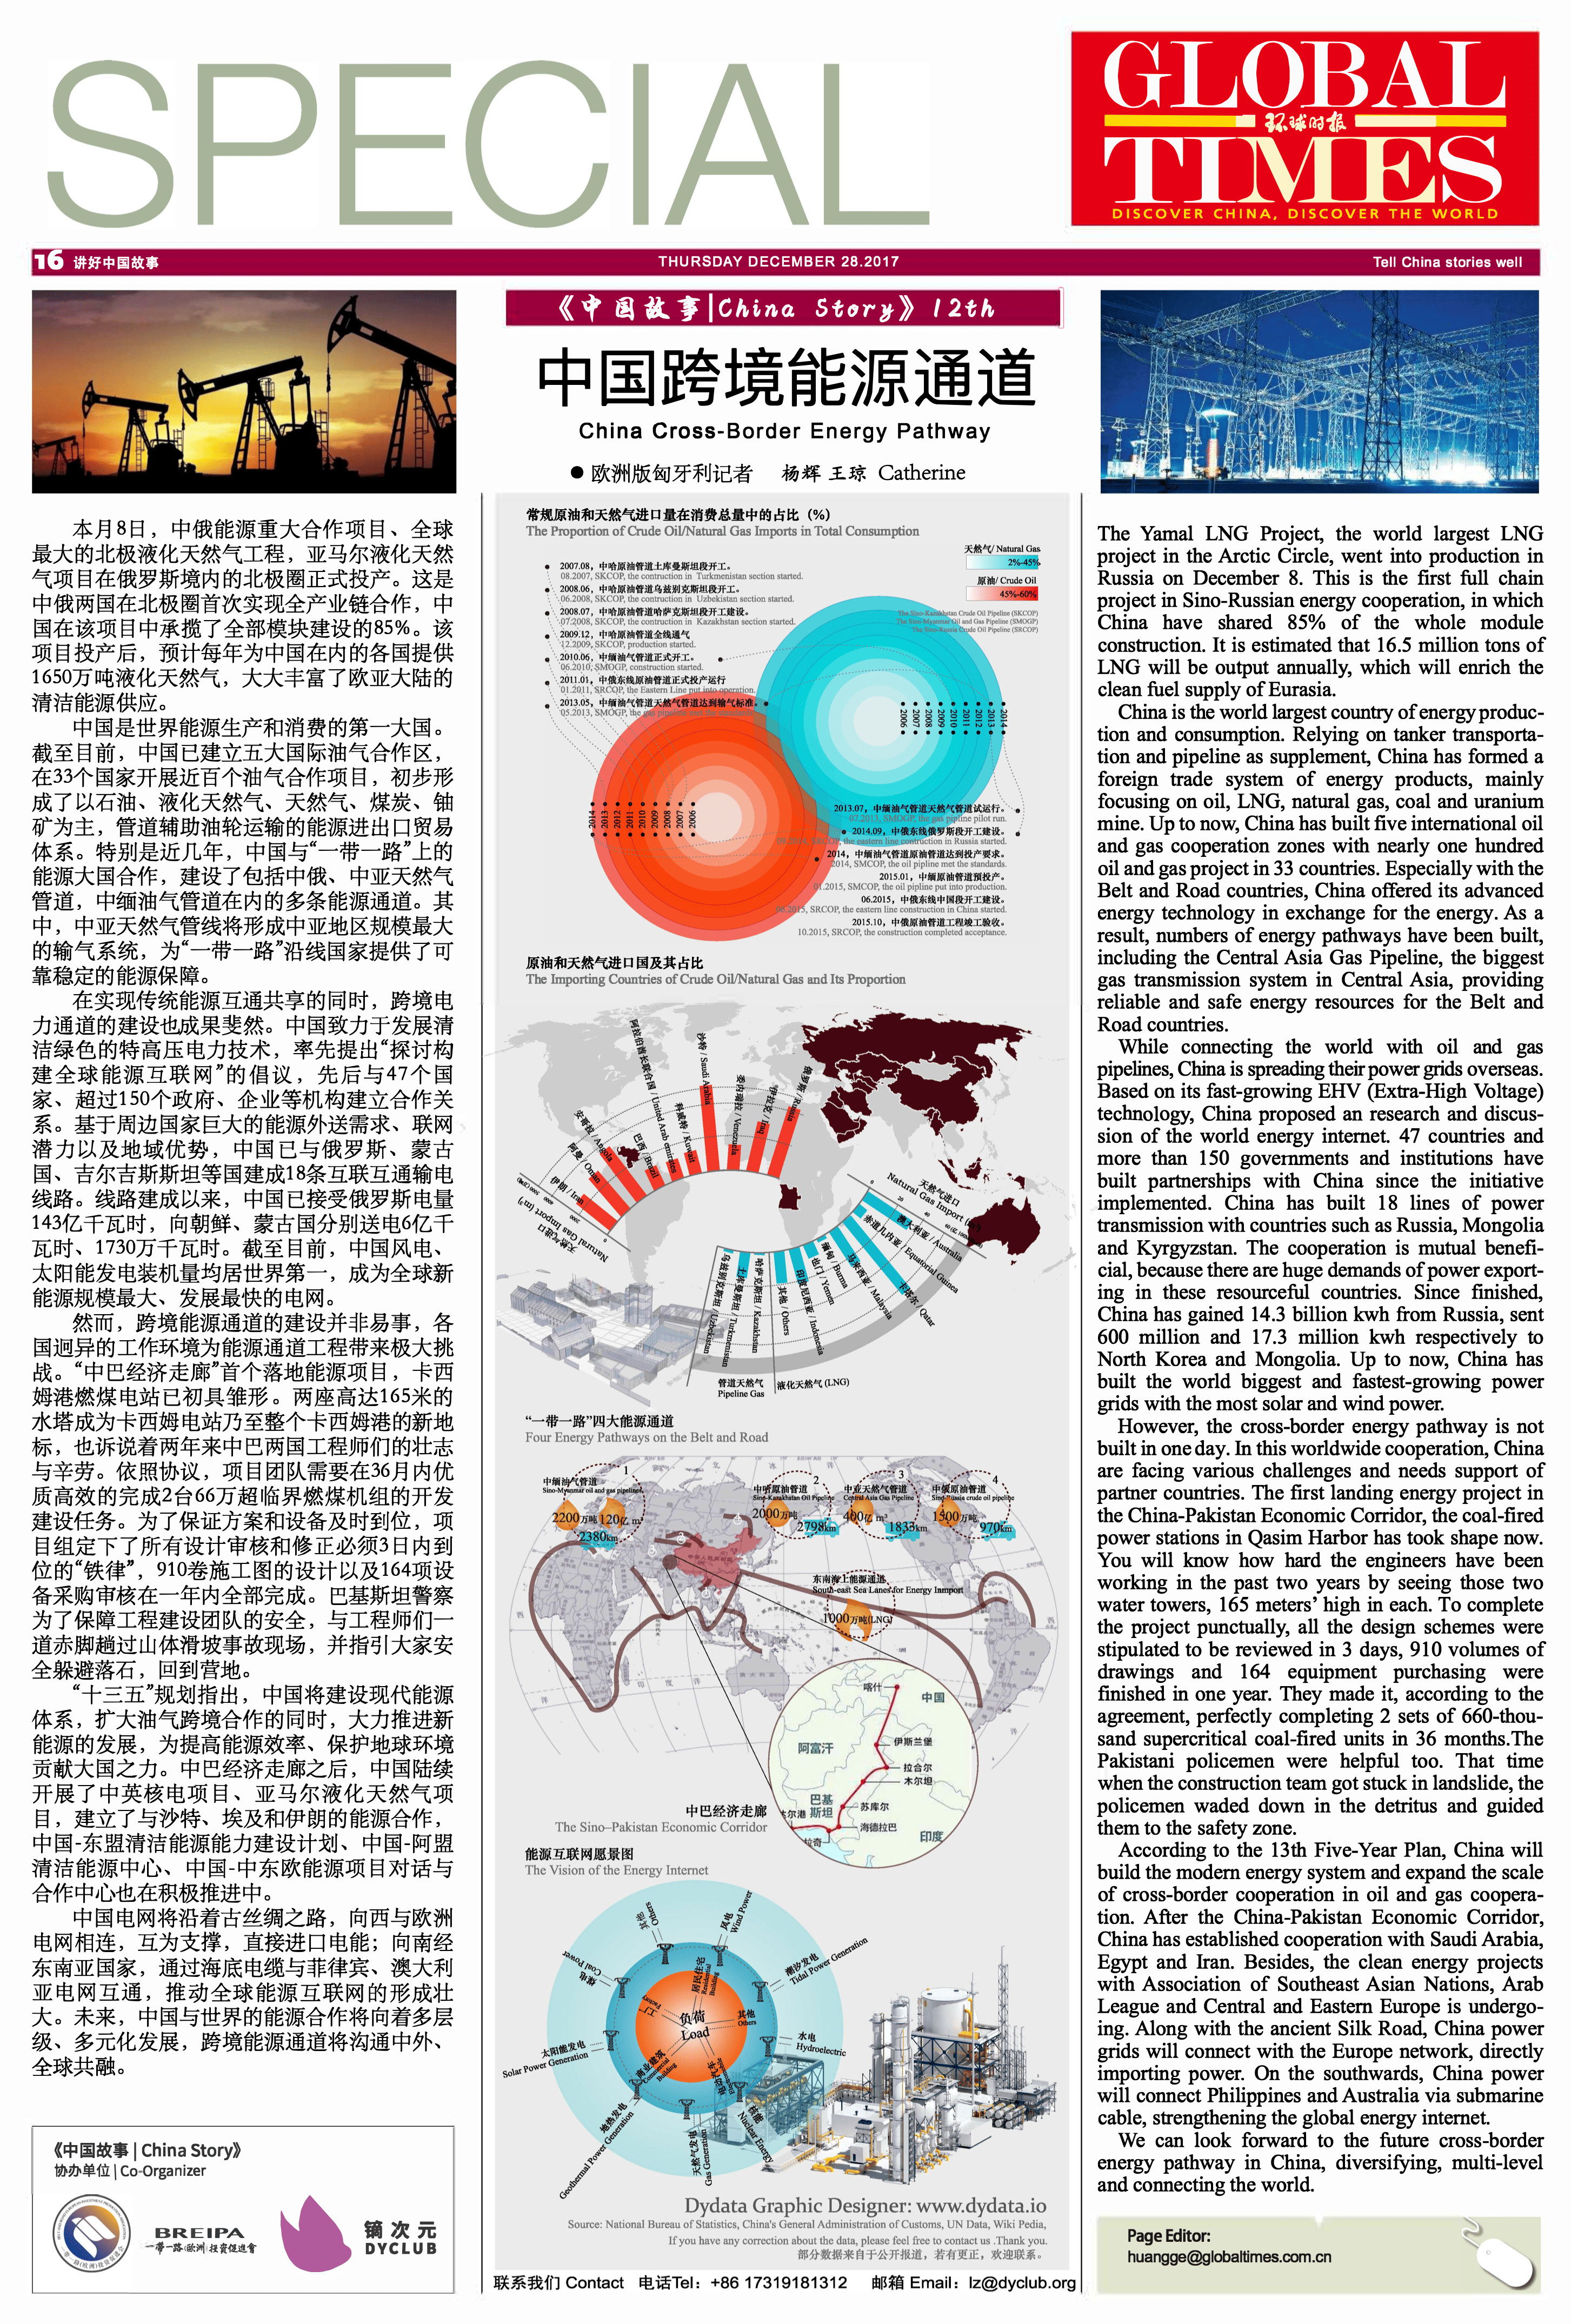 SPECIAL
GLOBAL
环球时报
TIMES
DISCOVER CHINA, DISCOVER THE WORLD
16 讲好中国故事
THURSDAY DECEMBER 28.2017
Tell China stories well
《中国故事|China Story》12th
中国跨境能源通道
China Cross-Border Energy Pathway
● 欧洲版匈牙利记者 杨辉 王琼 Catherine
本月8日，中俄能源重大合作项目、全球
最大的北极液化天然气工程，亚马尔液化天然
气项目在俄罗斯境内的北极圈正式投产。这是
中俄两国在北极圈首次实现全产业链合作，中
国在该项目中承揽了全部模块建设的85%。该
项目投产后，预计每年为中国在内的各国提供
1650万吨液化天然气，大大丰富了欧亚大陆的
清洁能源供应。
中国是世界能源生产和消费的第一大国。
截至目前，中国已建立五大国际油气合作区，
在33个国家开展近百个油气合作项目，初步形
成了以石油、液化天然气、天然气、煤炭、铀
矿为主，管道辅助油轮运输的能源进出口贸易
体系。特别是近几年，中国与“一带一路”上的
能源大国合作，建设了包括中俄、中亚天然气
管道，中缅油气管道在内的多条能源通道。其
中，中亚天然气管线将形成中亚地区规模最大
的输气系统，为“一带一路”沿线国家提供了可
靠稳定的能源保障。
在实现传统能源互通共享的同时，跨境电
力通道的建设也成果斐然。中国致力于发展清
洁绿色的特高压电力技术，率先提出“探讨构
建全球能源互联网”的倡议，先后与47个国
家、超过150个政府、企业等机构建立合作关
系。基于周边国家巨大的能源外送需求、联网
潜力以及地域优势，中国已与俄罗斯、蒙古
国、吉尔吉斯斯坦等国建成18条互联互通输电
线路。线路建成以来，中国已接受俄罗斯电量
143亿千瓦时，向朝鲜、蒙古国分别送电6亿千
瓦时、1730万千瓦时。截至目前，中国风电、
太阳能发电装机量均居世界第一，成为全球新
能源规模最大、发展最快的电网。
然而，跨境能源通道的建设并非易事，各
国迥异的工作环境为能源通道工程带来极大挑
战。“中巴经济走廊”首个落地能源项目，卡西
姆港燃煤电站已初具雏形。两座高达165米的
水塔成为卡西姆电站乃至整个卡西姆港的新地
标，也诉说着两年来中巴两国工程师们的壮志
与辛劳。依照协议，项目团队需要在36月内优
质高效的完成2台66万超临界燃煤机组的开发
建设任务。为了保证方案和设备及时到位，项
目组定下了所有设计审核和修正必须3日内到
位的“铁律”，910卷施工图的设计以及164项设
备采购审核在一年内全部完成。巴基斯坦警察
为了保障工程建设团队的安全，与工程师们一
道赤脚趟过山体滑坡事故现场，并指引大家安
全躲避落石，回到营地。
“十三五”规划指出，中国将建设现代能源
体系，扩大油气跨境合作的同时，大力推进新
能源的发展，为提高能源效率、保护地球环境
贡献大国之力。中巴经济走廊之后，中国陆续
开展了中英核电项目、亚马尔液化天然气项
目，建立了与沙特、埃及和伊朗的能源合作，
中国-东盟清洁能源能力建设计划、中国-阿盟
清洁能源中心、中国-中东欧能源项目对话与
合作中心也在积极推进中。
中国电网将沿着古丝绸之路，向西与欧洲
电网相连，互为支撑，直接进口电能；向南经
东南亚国家，通过海底电缆与菲律宾、澳大利
亚电网互通，推动全球能源互联网的形成壮
大。未来，中国与世界的能源合作将向着多层
级、多元化发展，跨境能源通道将沟通中外、
全球共融。
《中国故事 | China Story》
协办单位 | Co-Organizer
BREIPA
一带一路(欧洲)投资促进会
镝次元
DYCLUB
常规原油和天然气进口量在消费总量中的占比（%）
The Proportion of Crude Oil/Natural Gas Imports in Total Consumption
天然气/ Natural Gas
2%-45%
原油/ Crude Oil
45%-60%
The Sino-Kazakhstan Crude Oil Pipeline (SKCOP)
The Sino-Myanmar Oil and Gas Pipeline (SMOGP)
The Sino-Russia Crude Oil Pipeline (SRCOP)
2007.08，中哈原油管道土库曼斯坦段开工。
08.2007, SKCOP, the contruction in Turkmenistan section started.
2008.06，中哈原油管道乌兹别克斯坦段开工。
06.2008, SKCOP, the contruction in Uzbekistan section started.
2008.07，中哈原油管道哈萨克斯坦段开工建设。
07.2008, SKCOP, the contruction in Kazakhstan section started.
2009.12，中哈原油管道全线通气
12.2009, SKCOP, production started.
2010.06，中缅油气管道正式开工。
06.2010, SMOGP, construction started.
2011.01，中俄东线原油管道正式投产运行
01.2011, SRCOP, the Eastern Line put into operation.
2013.05，中缅油气管道天然气管道达到输气标准。
2006 2007 2008 2009 2010 2011 2012 2013 2014
2014 2013 2012 2011 2010 2009 2008 2007 2006
2013.07，中缅油气管道天然气管道试运行。
07.2013, SMOGP, the gas pipline pilot run.
2014.09，中俄东线俄罗斯段开工建设。
2014，中缅油气管道原油管道达到投产要求。
2014, SMCOP, the oil pipline met the standards.
2015.01，中缅原油管道预投产。
01.2015, SMCOP, the oil pipline put into production.
06.2015，中俄东线中国段开工建设。
06.2015, SRCOP, the eastern line construction in China started.
2015.10，中俄原油管道工程竣工验收。
10.2015, SRCOP, the construction completed acceptance.
原油和天然气进口国及其占比
The Importing Countries of Crude Oil/Natural Gas and Its Proportion
伊朗 / Iran
阿曼 / Oman
安哥拉 / Angola
巴西 / Brazil
阿拉伯酋长联合国 / United Arab emirates
科威特 / Kuwait
沙特 / Saudi Arabia
委内瑞拉 / Venezuela
伊拉克 / Iraq
俄罗斯 / Russia
天然气进口
Natural Gas Import
澳大利亚 / Australia
赤道几内亚 / Equatorial Guinea
卡塔尔 / Qatar
马来西亚 / Malaysia
缅甸 / Burma
也门 / Yemen
印度尼西亚 / Indonesia
其他 / Others
哈萨克斯坦 / Kazakhstan
土库曼斯坦 / Turkmenistan
乌兹别克斯坦 / Uzbekistan
管道天然气
Pipeline Gas
液化天然气 (LNG)
“一带一路”四大能源通道
Four Energy Pathways on the Belt and Road
1
中缅油气管道
Sino-Myanmar oil and gas pipelines
2200万吨 120亿 m³
2380km
2
中哈原油管道
Sino-Kazakhstan Oil Pipeline
2000万吨
2798km
3
中亚天然气管道
Central Asia Gas Pipeline
400亿 m³
1833km
4
中俄原油管道
Sino-Russia crude oil pipeline
1500万吨
970km
东南海上能源通道
South-east Sea Lanes for Energy Inmport
1000万吨(LNG)
喀什
中国
伊斯兰堡
阿富汗
拉合尔
木尔坦
巴基
斯坦
苏库尔
海德拉巴
印度
中巴经济走廊
The Sino–Pakistan Economic Corridor
能源互联网愿景图
The Vision of the Energy Internet
其他
Others
风电
Wind Power
潮汐发电
Tidal Power Generation
水电
Hydroelectric
核能
Nuclear Energy
天然气发电
Gas Generation
地热发电
Geothermal Power Generation
太阳能发电
Solar Power Generation
煤电
Coal Power
负荷
Load
居民住宅
Residential
Building
其他
Others
商业建筑
Commercial
Building
工厂
Factory
Dydata Graphic Designer: www.dydata.io
Source: National Bureau of Statistics, China's General Administration of Customs, UN Data, Wiki Pedia,
If you have any correction about the data, please feel free to contact us .Thank you.
部分数据来自于公开报道，若有更正，欢迎联系。
联系我们 Contact 电话Tel：+86 17319181312 邮箱 Email：lz@dyclub.org
The Yamal LNG Project, the world largest LNG
project in the Arctic Circle, went into production in
Russia on December 8. This is the first full chain
project in Sino-Russian energy cooperation, in which
China have shared 85% of the whole module
construction. It is estimated that 16.5 million tons of
LNG will be output annually, which will enrich the
clean fuel supply of Eurasia.
China is the world largest country of energy produc-
tion and consumption. Relying on tanker transporta-
tion and pipeline as supplement, China has formed a
foreign trade system of energy products, mainly
focusing on oil, LNG, natural gas, coal and uranium
mine. Up to now, China has built five international oil
and gas cooperation zones with nearly one hundred
oil and gas project in 33 countries. Especially with the
Belt and Road countries, China offered its advanced
energy technology in exchange for the energy. As a
result, numbers of energy pathways have been built,
including the Central Asia Gas Pipeline, the biggest
gas transmission system in Central Asia, providing
reliable and safe energy resources for the Belt and
Road countries.
While connecting the world with oil and gas
pipelines, China is spreading their power grids overseas.
Based on its fast-growing EHV (Extra-High Voltage)
technology, China proposed an research and discus-
sion of the world energy internet. 47 countries and
more than 150 governments and institutions have
built partnerships with China since the initiative
implemented. China has built 18 lines of power
transmission with countries such as Russia, Mongolia
and Kyrgyzstan. The cooperation is mutual benefi-
cial, because there are huge demands of power export-
ing in these resourceful countries. Since finished,
China has gained 14.3 billion kwh from Russia, sent
600 million and 17.3 million kwh respectively to
North Korea and Mongolia. Up to now, China has
built the world biggest and fastest-growing power
grids with the most solar and wind power.
However, the cross-border energy pathway is not
built in one day. In this worldwide cooperation, China
are facing various challenges and needs support of
partner countries. The first landing energy project in
the China-Pakistan Economic Corridor, the coal-fired
power stations in Qasim Harbor has took shape now.
You will know how hard the engineers have been
working in the past two years by seeing those two
water towers, 165 meters’ high in each. To complete
the project punctually, all the design schemes were
stipulated to be reviewed in 3 days, 910 volumes of
drawings and 164 equipment purchasing were
finished in one year. They made it, according to the
agreement, perfectly completing 2 sets of 660-thou-
sand supercritical coal-fired units in 36 months.The
Pakistani policemen were helpful too. That time
when the construction team got stuck in landslide, the
policemen waded down in the detritus and guided
them to the safety zone.
According to the 13th Five-Year Plan, China will
build the modern energy system and expand the scale
of cross-border cooperation in oil and gas coopera-
tion. After the China-Pakistan Economic Corridor,
China has established cooperation with Saudi Arabia,
Egypt and Iran. Besides, the clean energy projects
with Association of Southeast Asian Nations, Arab
League and Central and Eastern Europe is undergo-
ing. Along with the ancient Silk Road, China power
grids will connect with the Europe network, directly
importing power. On the southwards, China power
will connect Philippines and Australia via submarine
cable, strengthening the global energy internet.
We can look forward to the future cross-border
energy pathway in China, diversifying, multi-level
and connecting the world.
Page Editor:
huangge@globaltimes.com.cn